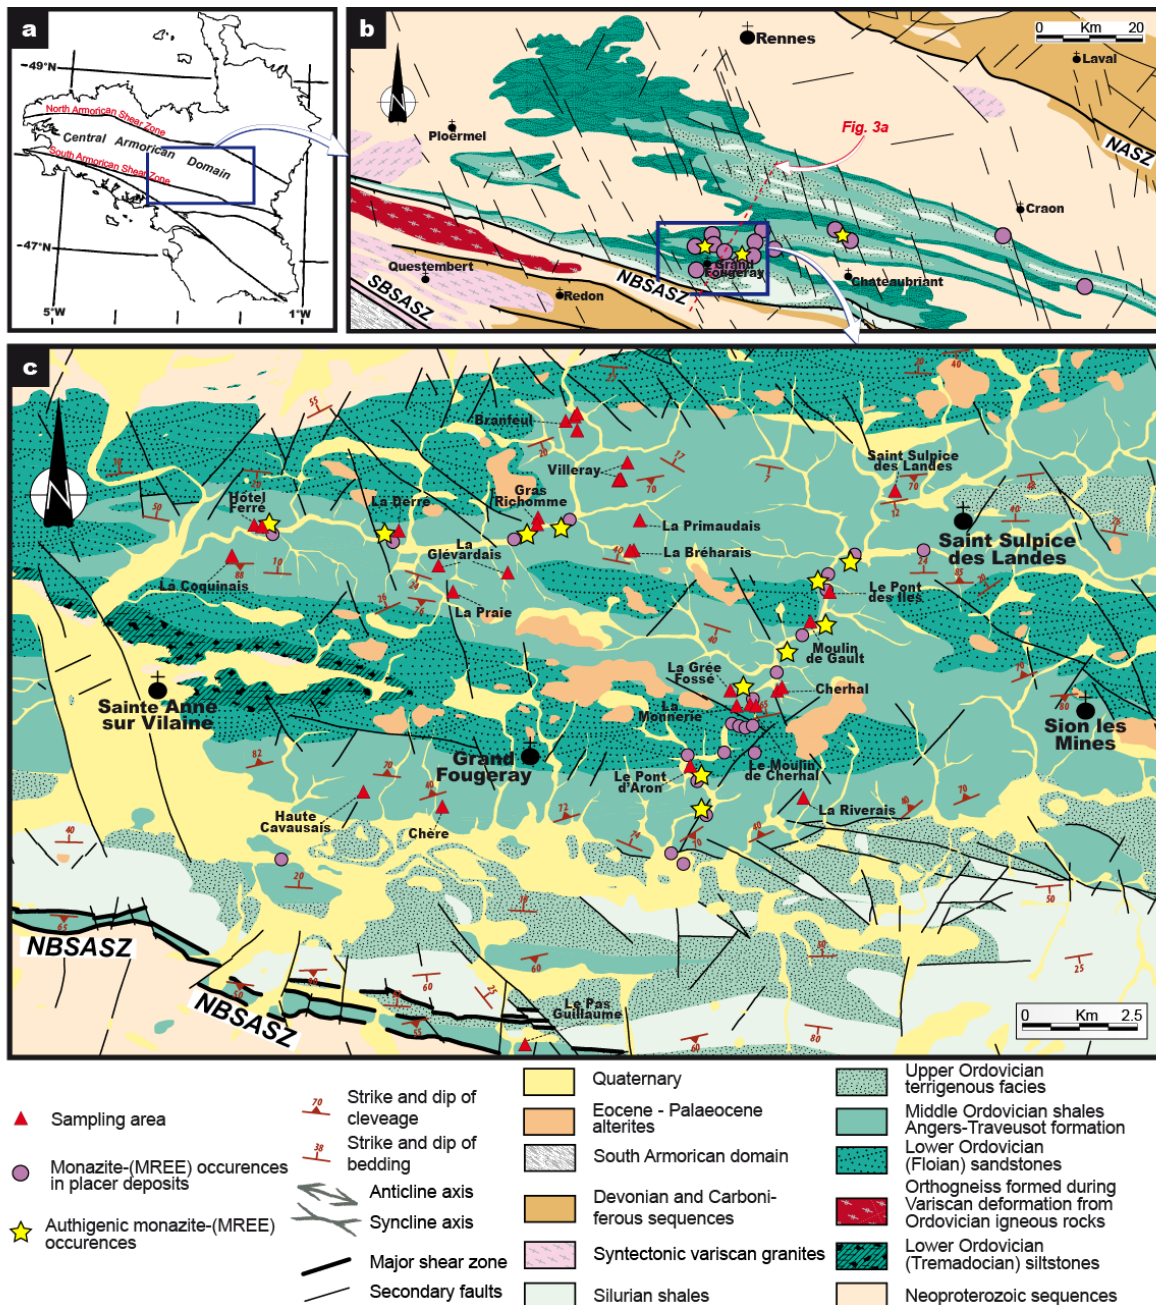 a
49°N
North Armorican Shear Zone
Central Armorican Domain
South Armorican Shear Zone
47°N
5°W
1°W
b
0 Km 20
Rennes
Laval
N
Ploermel
Fig. 3a
NASZ
Craon
Questembert
Grand
Fougeray
Chateaubriant
Redon
NBSASZ
SBSASZ
c
N
Branfeul
Villeray
Saint Sulpice
des Landes
Hôtel
Ferré
La Derré
Gras
Richomme
La Primaudais
Saint Sulpice
des Landes
La
Glévardais
La Bréharais
La Coquinais
La Praie
Le Pont
des Iles
Moulin
de Gault
La Grée
Fossé
Cherhal
Sainte Anne
sur Vilaine
La
Monnerie
Sion les
Mines
Grand
Fougeray
Le Pont
d'Aron
Le Moulin
de Cherhal
Haute
Cavausais
Chère
La Riverais
NBSASZ
NBSASZ
Le Pas
Guillaume
0 Km 2.5
Sampling area
Monazite-(MREE) occurences
in placer deposits
Authigenic monazite-(MREE)
occurences
70
Strike and dip of
cleveage
38
Strike and dip of
bedding
Anticline axis
Syncline axis
Major shear zone
Secondary faults
Quaternary
Eocene - Palaeocene
alterites
South Armorican domain
Devonian and Carboni-
ferous sequences
Syntectonic variscan granites
Silurian shales
Upper Ordovician
terrigenous facies
Middle Ordovician shales
Angers-Traveusot formation
Lower Ordovician
(Floian) sandstones
Orthogneiss formed during
Variscan deformation from
Ordovician igneous rocks
Lower Ordovician
(Tremadocian) siltstones
Neoproterozoic sequences